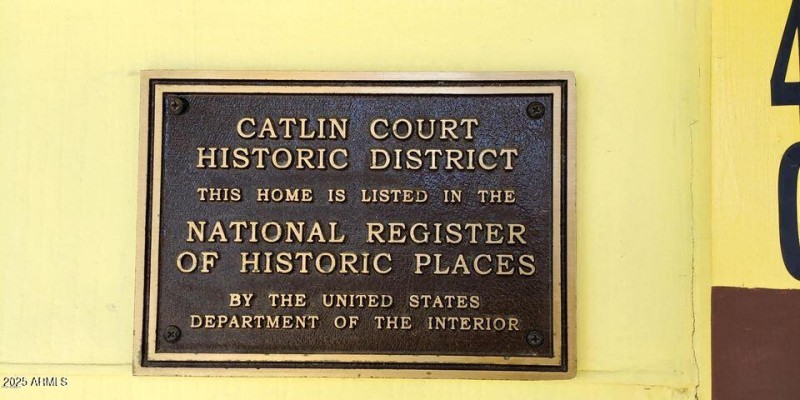 CATLIN COURT
HISTORIC DISTRICT
THIS HOME IS LISTED IN THE
NATIONAL REGISTER
OF HISTORIC PLACES
BY THE UNITED STATES
DEPARTMENT OF THE INTERIOR
4
2025 ARMLS